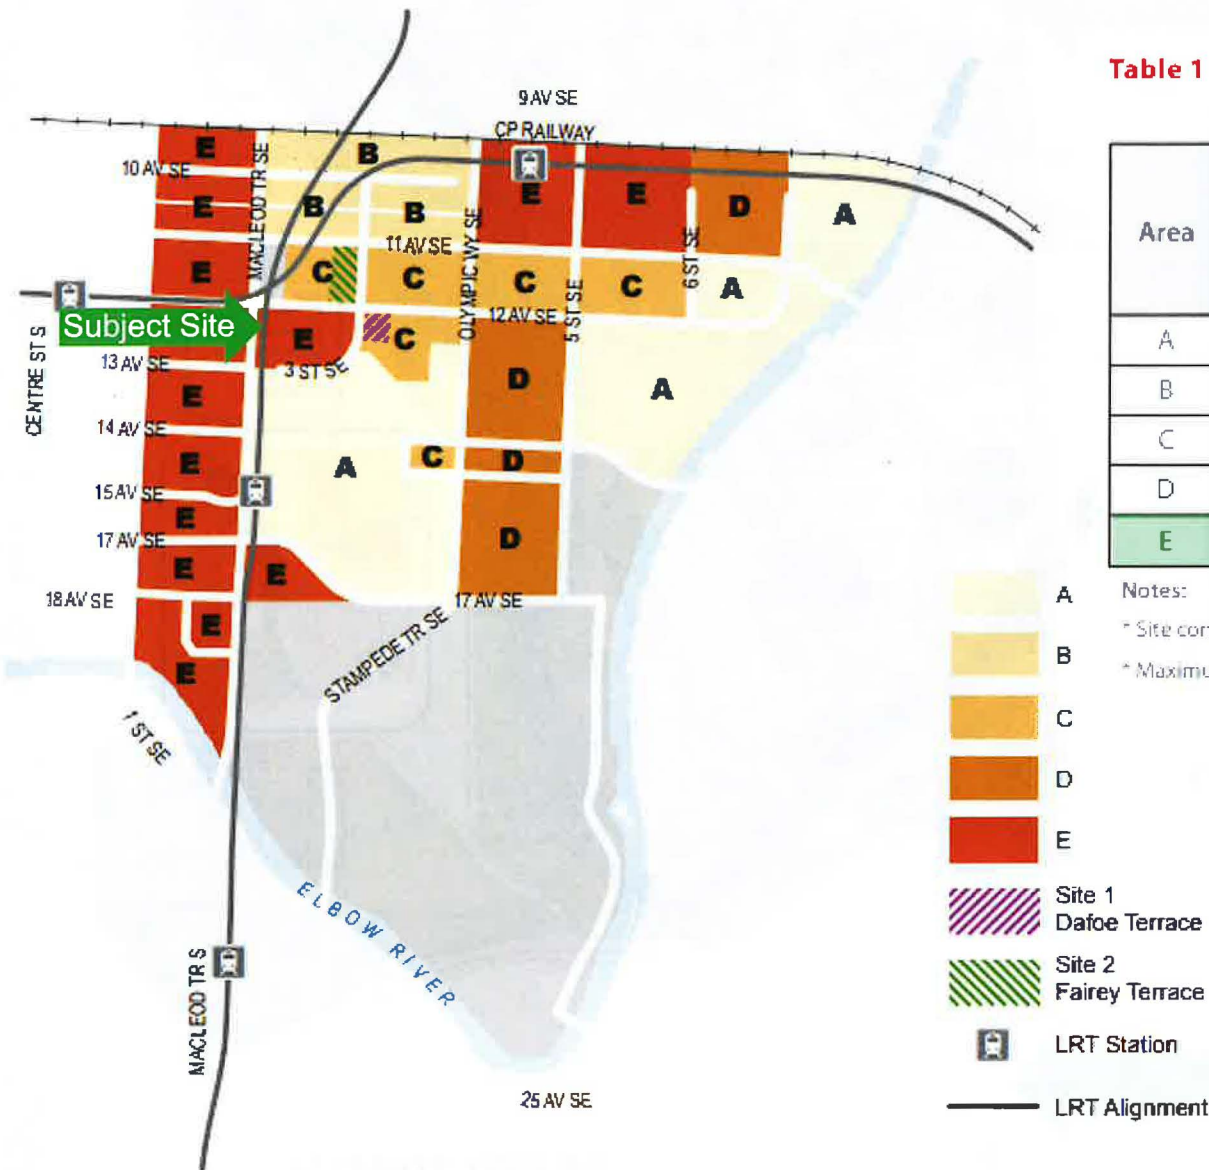 Table 1
9 AV SE
CP RAILWAY
E
B
10 AV SE
MACLEOD TR SE
E
E
D
A
E
B
B
OLYMPIC WY SE
11 AV SE
6 ST SE
E
C
C
C
C
A
Subject Site
12 AV SE
5 ST SE
E
C
CENTRE ST S
13 AV SE
3 ST SE
E
D
A
14 AV SE
E
A
C
D
15 AV SE
E
17 AV SE
D
E
E
18 AV SE
17 AV SE
E
STAMPEDE TR SE
E
1 ST SE
ELBOW RIVER
MACLEOD TR S
25 AV SE
Area
A
B
C
D
E
Notes:
* Site con
* Maximu
A
B
C
D
E
Site 1
Dafoe Terrace
Site 2
Fairey Terrace
LRT Station
LRT Alignment